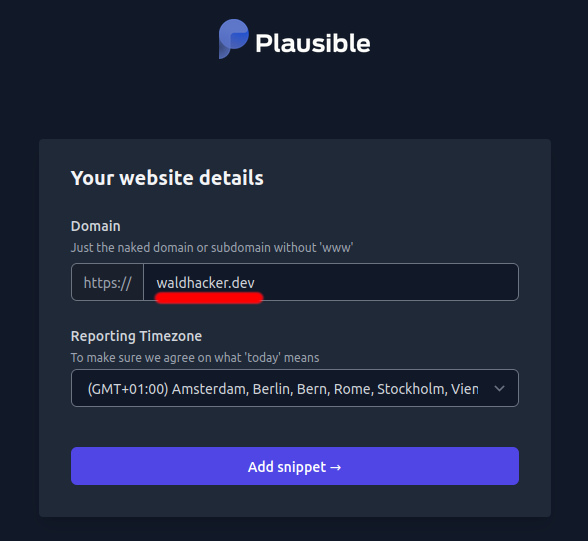 Plausible
Your website details
Domain
Just the naked domain or subdomain without 'www'
https:// waldhacker.dev
Reporting Timezone
To make sure we agree on what 'today' means
(GMT+01:00) Amsterdam, Berlin, Bern, Rome, Stockholm, Vien
Add snippet →